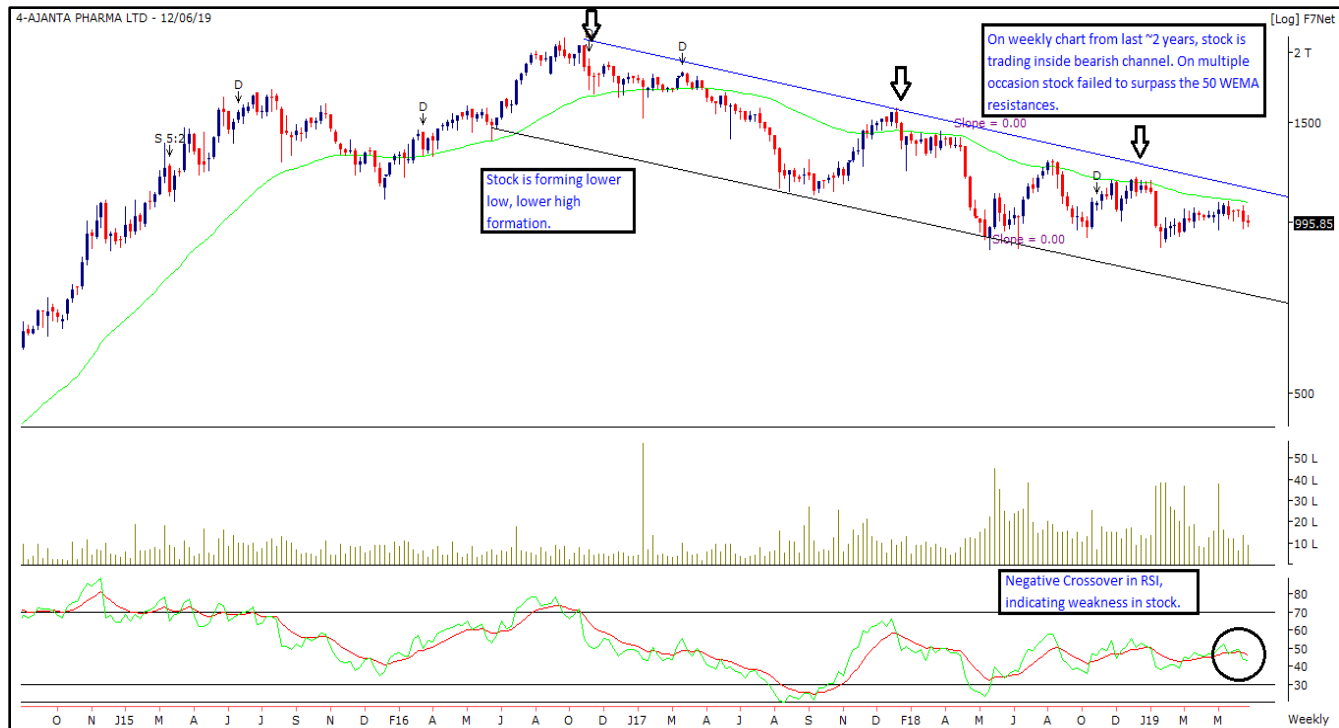 4-AJANTA PHARMA LTD - 12/06/19
[Log] F7Net
On weekly chart from last ~2 years, stock is
trading inside bearish channel. On multiple
occasion stock failed to surpass the 50 WEMA
resistances.
2 T
1500
995.85
500
D
D
D
D
D
S 5:2
Slope = 0.00
Slope = 0.00
Stock is forming lower
low, lower high
formation.
50 L
40 L
30 L
20 L
10 L
Negative Crossover in RSI,
indicating weakness in stock.
80
70
60
50
40
30
O N J15 M A J J S O N D F16 A M J J A O D J17 M A M J J A S N D F18 A M J A O D J19 M M Weekly